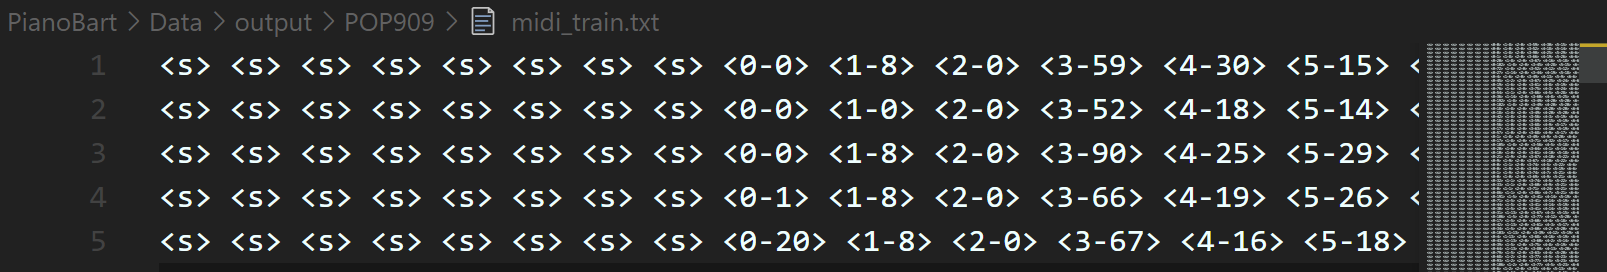 PianoBart > Data > output > POP909 > midi_train.txt
1 <s> <s> <s> <s> <s> <s> <s> <s> <0-0> <1-8> <2-0> <3-59> <4-30> <5-15> <
2 <s> <s> <s> <s> <s> <s> <s> <s> <0-0> <1-0> <2-0> <3-52> <4-18> <5-14> <
3 <s> <s> <s> <s> <s> <s> <s> <s> <0-0> <1-8> <2-0> <3-90> <4-25> <5-29> <
4 <s> <s> <s> <s> <s> <s> <s> <s> <0-1> <1-8> <2-0> <3-66> <4-19> <5-26> <
5 <s> <s> <s> <s> <s> <s> <s> <s> <0-20> <1-8> <2-0> <3-67> <4-16> <5-18>